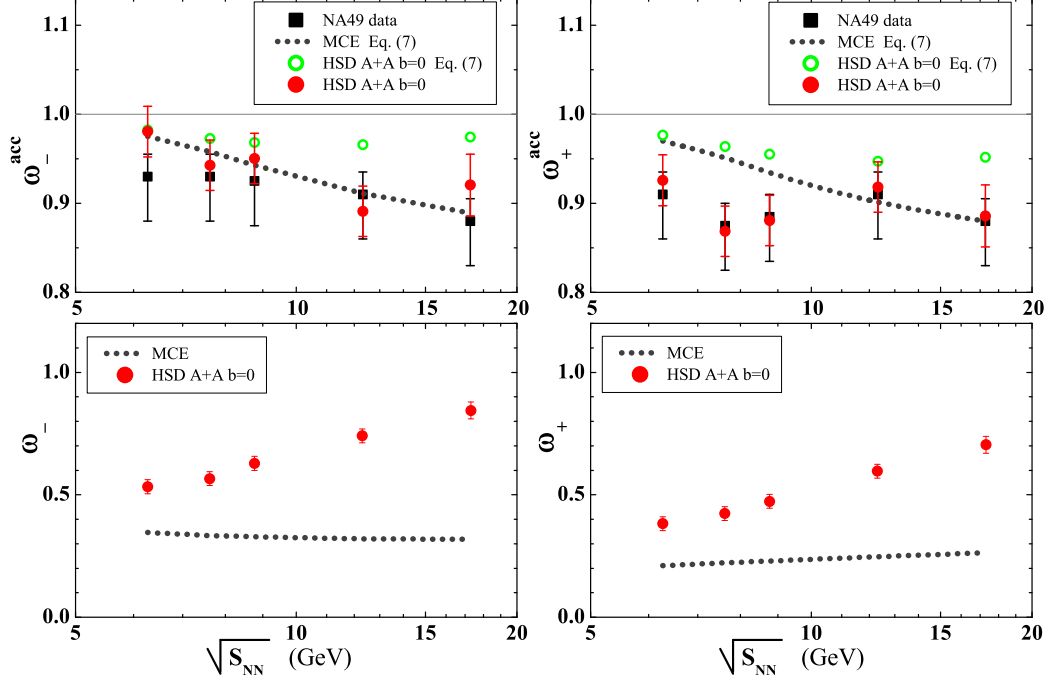 1.1
1.0
0.9
0.8
ω₋ᵃᶜᶜ
NA49 data
MCE Eq. (7)
HSD A+A b=0 Eq. (7)
HSD A+A b=0
5
10
15
20
1.1
1.0
0.9
0.8
ω₊ᵃᶜᶜ
NA49 data
MCE Eq. (7)
HSD A+A b=0 Eq. (7)
HSD A+A b=0
5
10
15
20
1.0
0.5
0.0
ω₋
MCE
HSD A+A b=0
5
10
15
20
√S_NN (GeV)
1.0
0.5
0.0
ω₊
MCE
HSD A+A b=0
5
10
15
20
√S_NN (GeV)